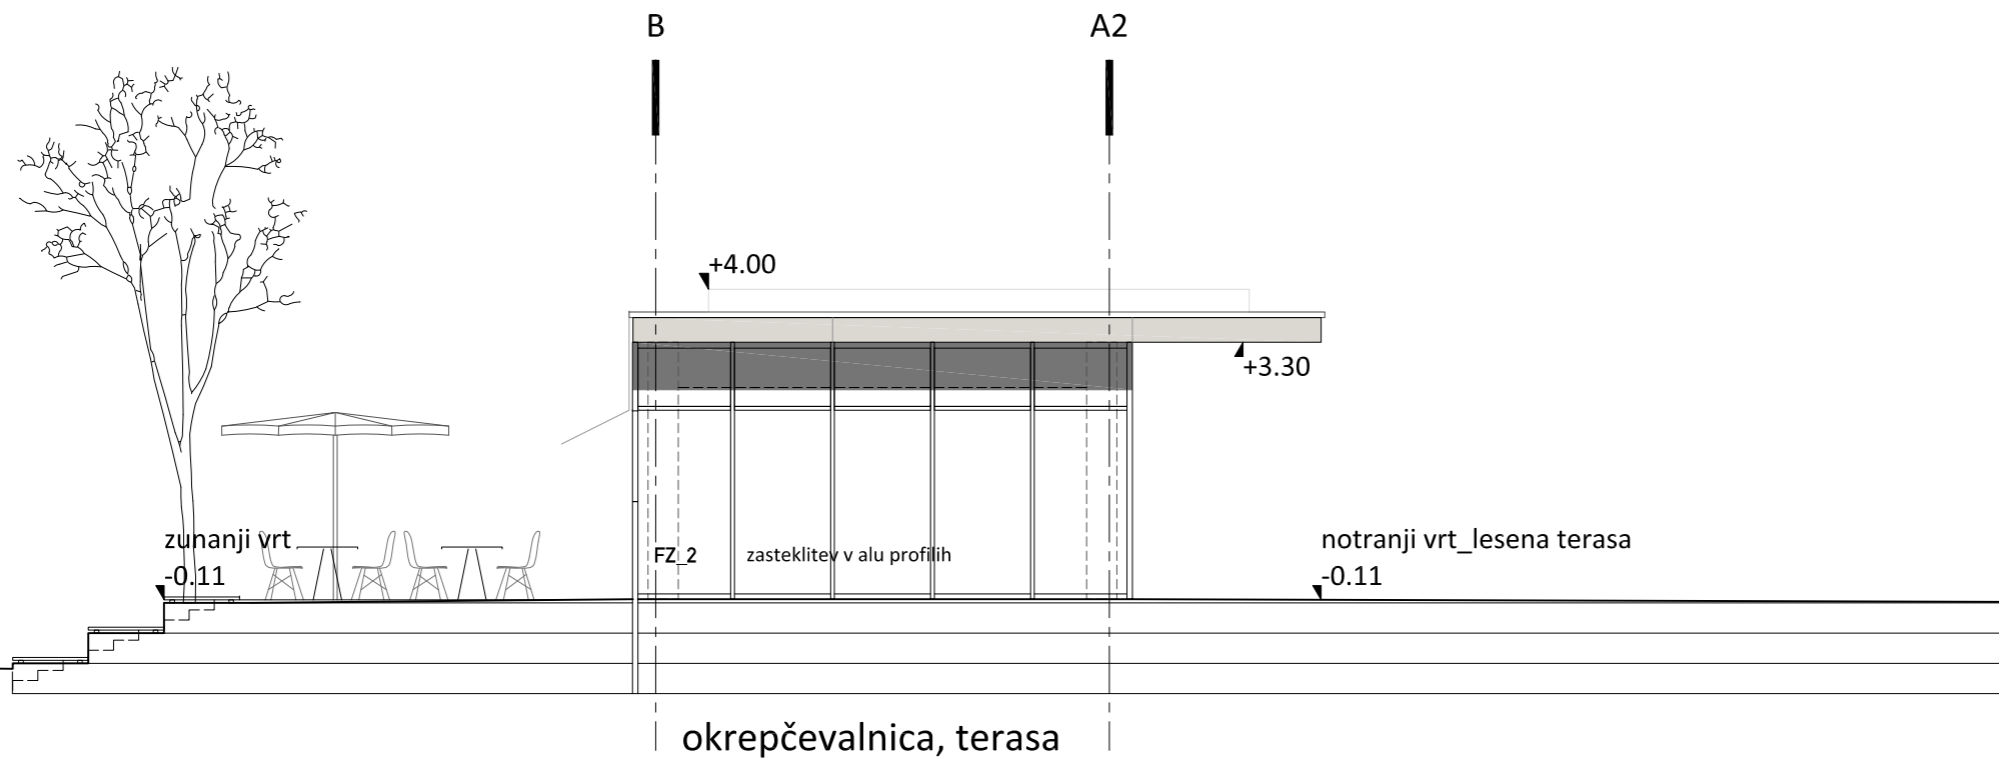 B
A2
+4.00
+3.30
zunanji vrt
-0.11
FZ_2
zasteklitev v alu profilih
notranji vrt_lesena terasa
-0.11
okrepčevalnica, terasa